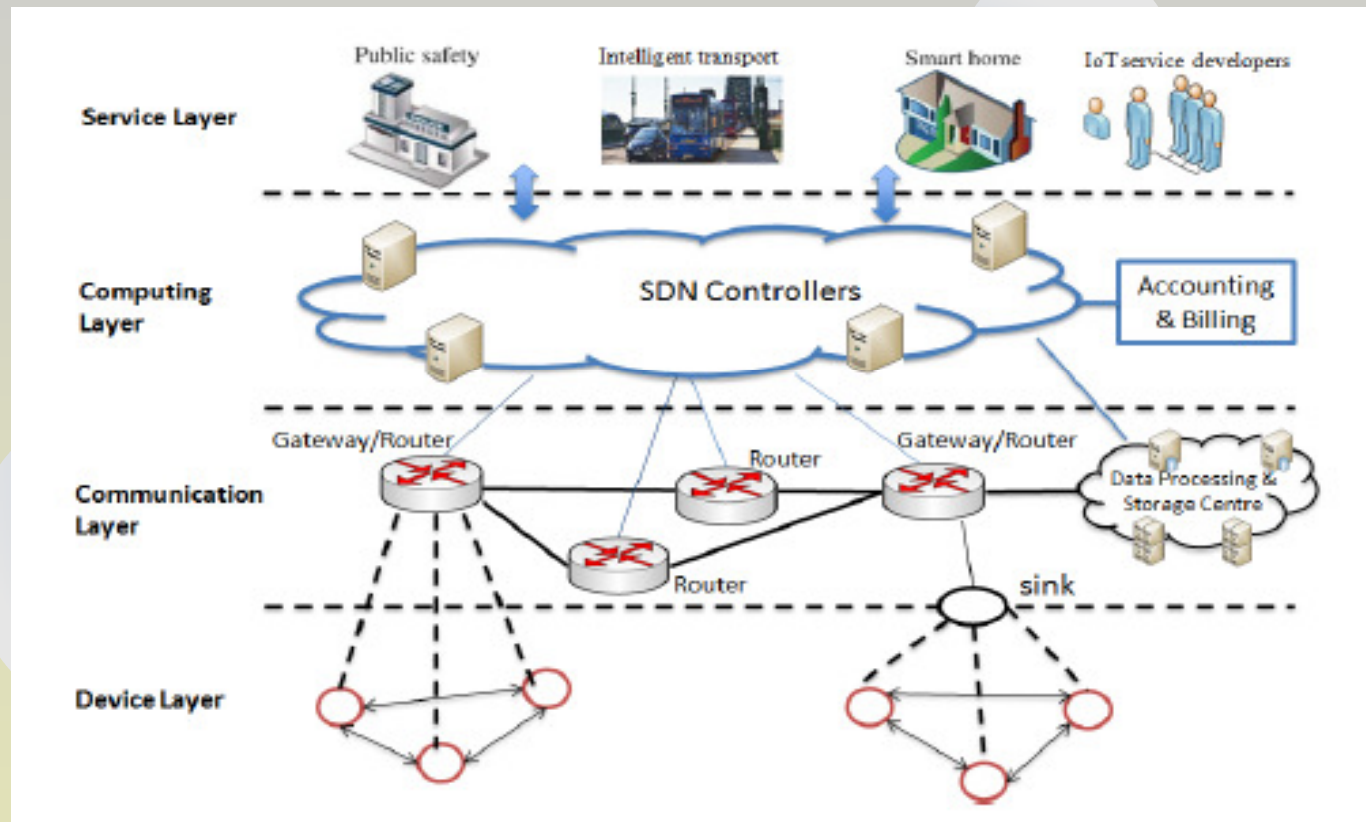 Public safety
Intelligent transport
Smart home
IoT service developers
Service Layer
SDN Controllers
Computing
Layer
Accounting
& Billing
Gateway/Router
Router
Gateway/Router
Communication
Layer
Data Processing &
Storage Centre
Router
sink
Device Layer